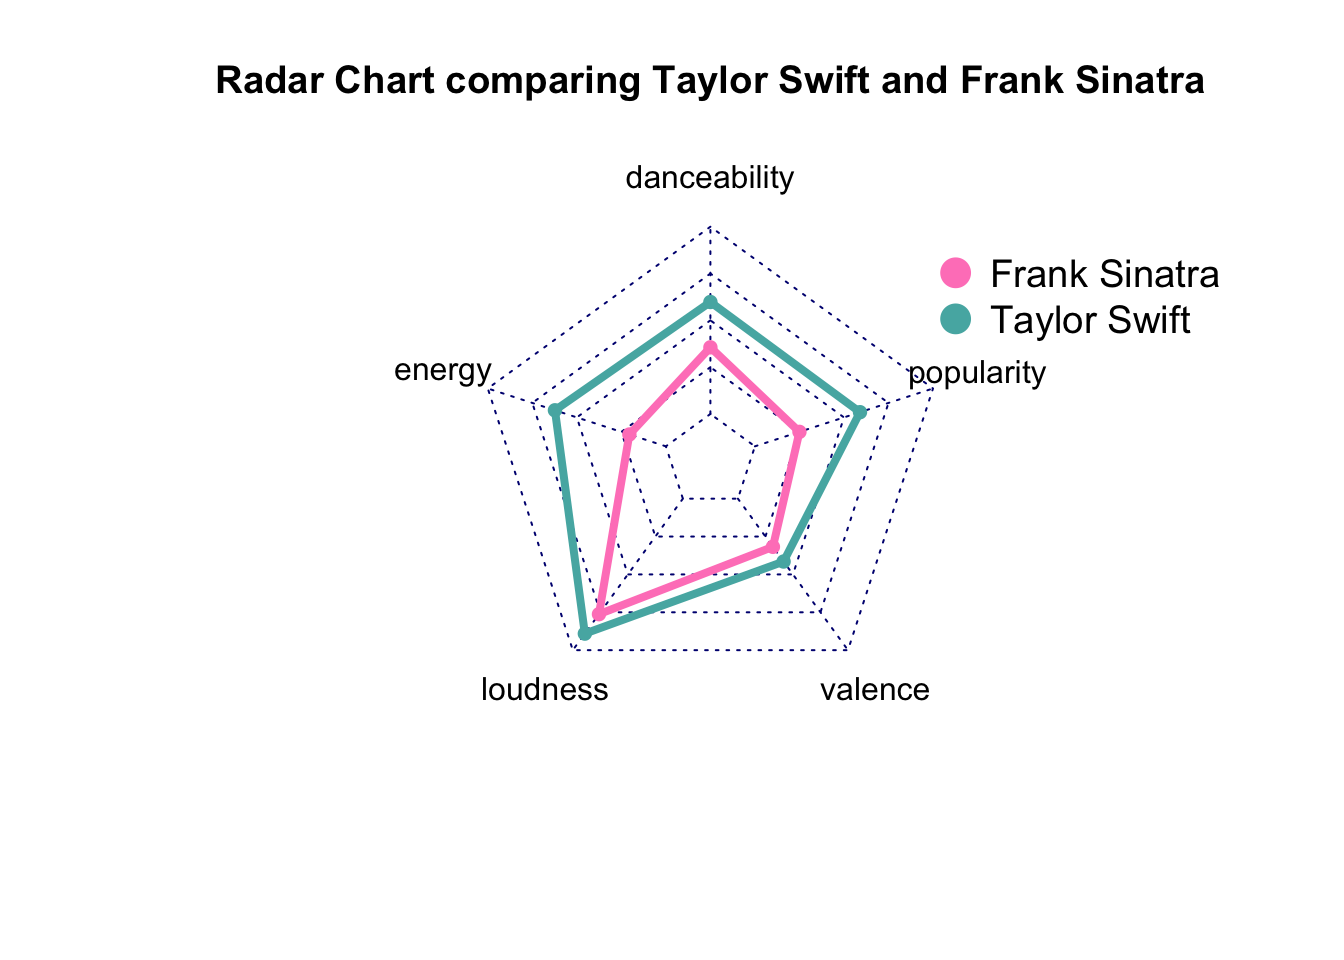 Radar Chart comparing Taylor Swift and Frank Sinatra
danceability
Frank Sinatra
Taylor Swift
energy
popularity
loudness
valence